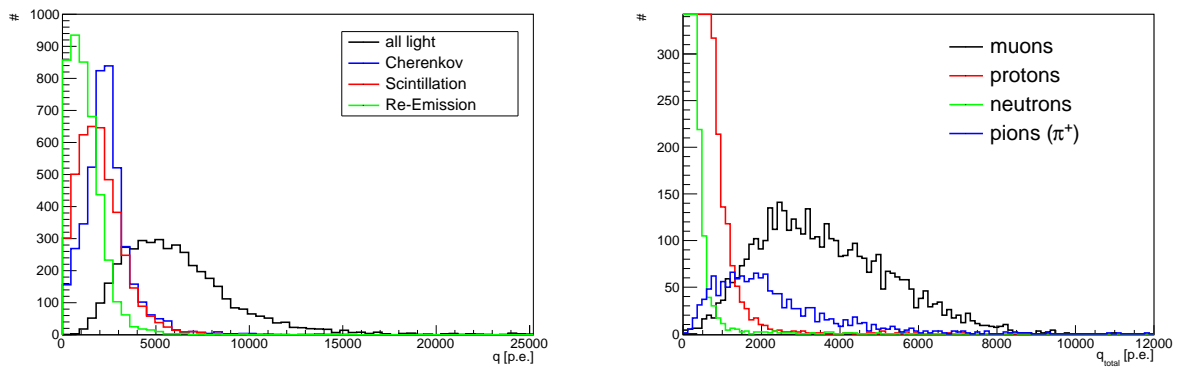 #
1000
900
800
700
600
500
400
300
200
100
0
0 5000 10000 15000 20000 25000
q [p.e.]
all light
Cherenkov
Scintillation
Re-Emission
#
300
250
200
150
100
50
0
0 2000 4000 6000 8000 10000 12000
q_total [p.e.]
muons
protons
neutrons
pions (π⁺)